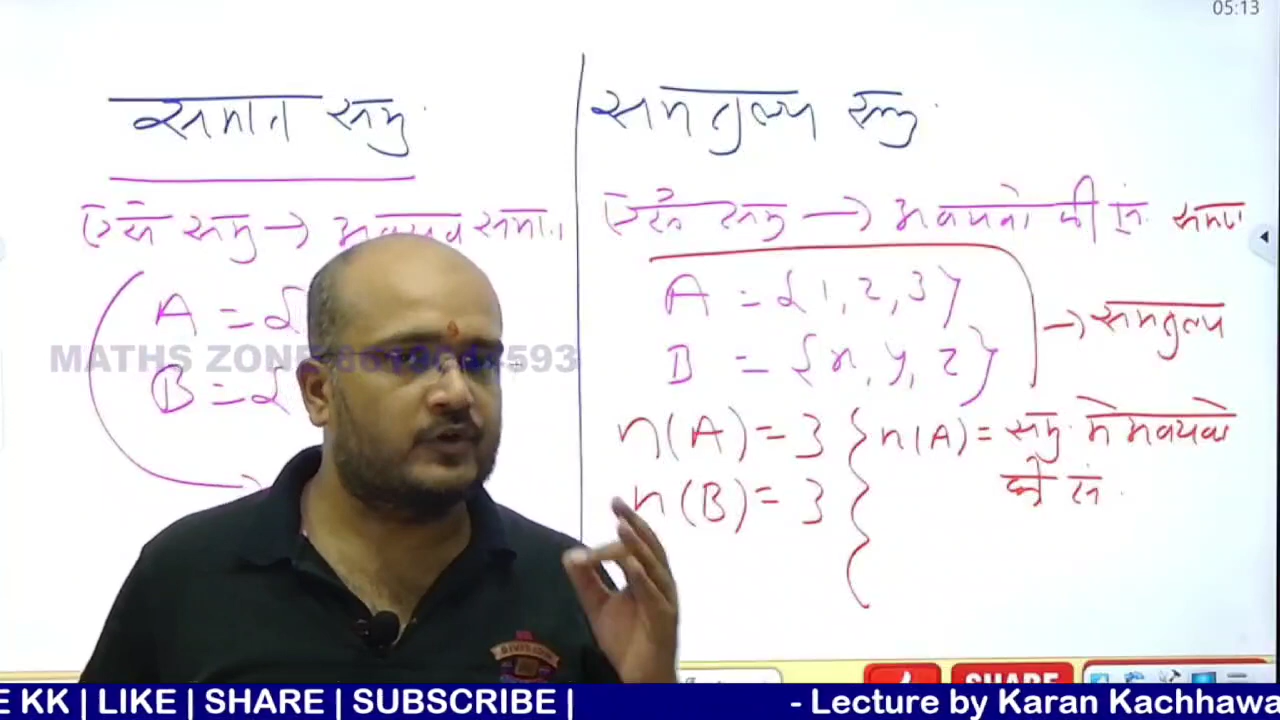 05:13
समान समु.
समतुल्य समु.
ऐसे समु → अवयव समान
ऐसे समु → अवयवो की सं. समान
A = {
B = {
A = {1, 2, 3}
B = {x, y, z}
→ समतुल्य
MATHS ZONE
593
n(A) = 3
n(B) = 3
n(A) = समु. मे अवयवो
की सं.
SHARE
E KK | LIKE | SHARE | SUBSCRIBE |
- Lecture by Karan Kachhawa